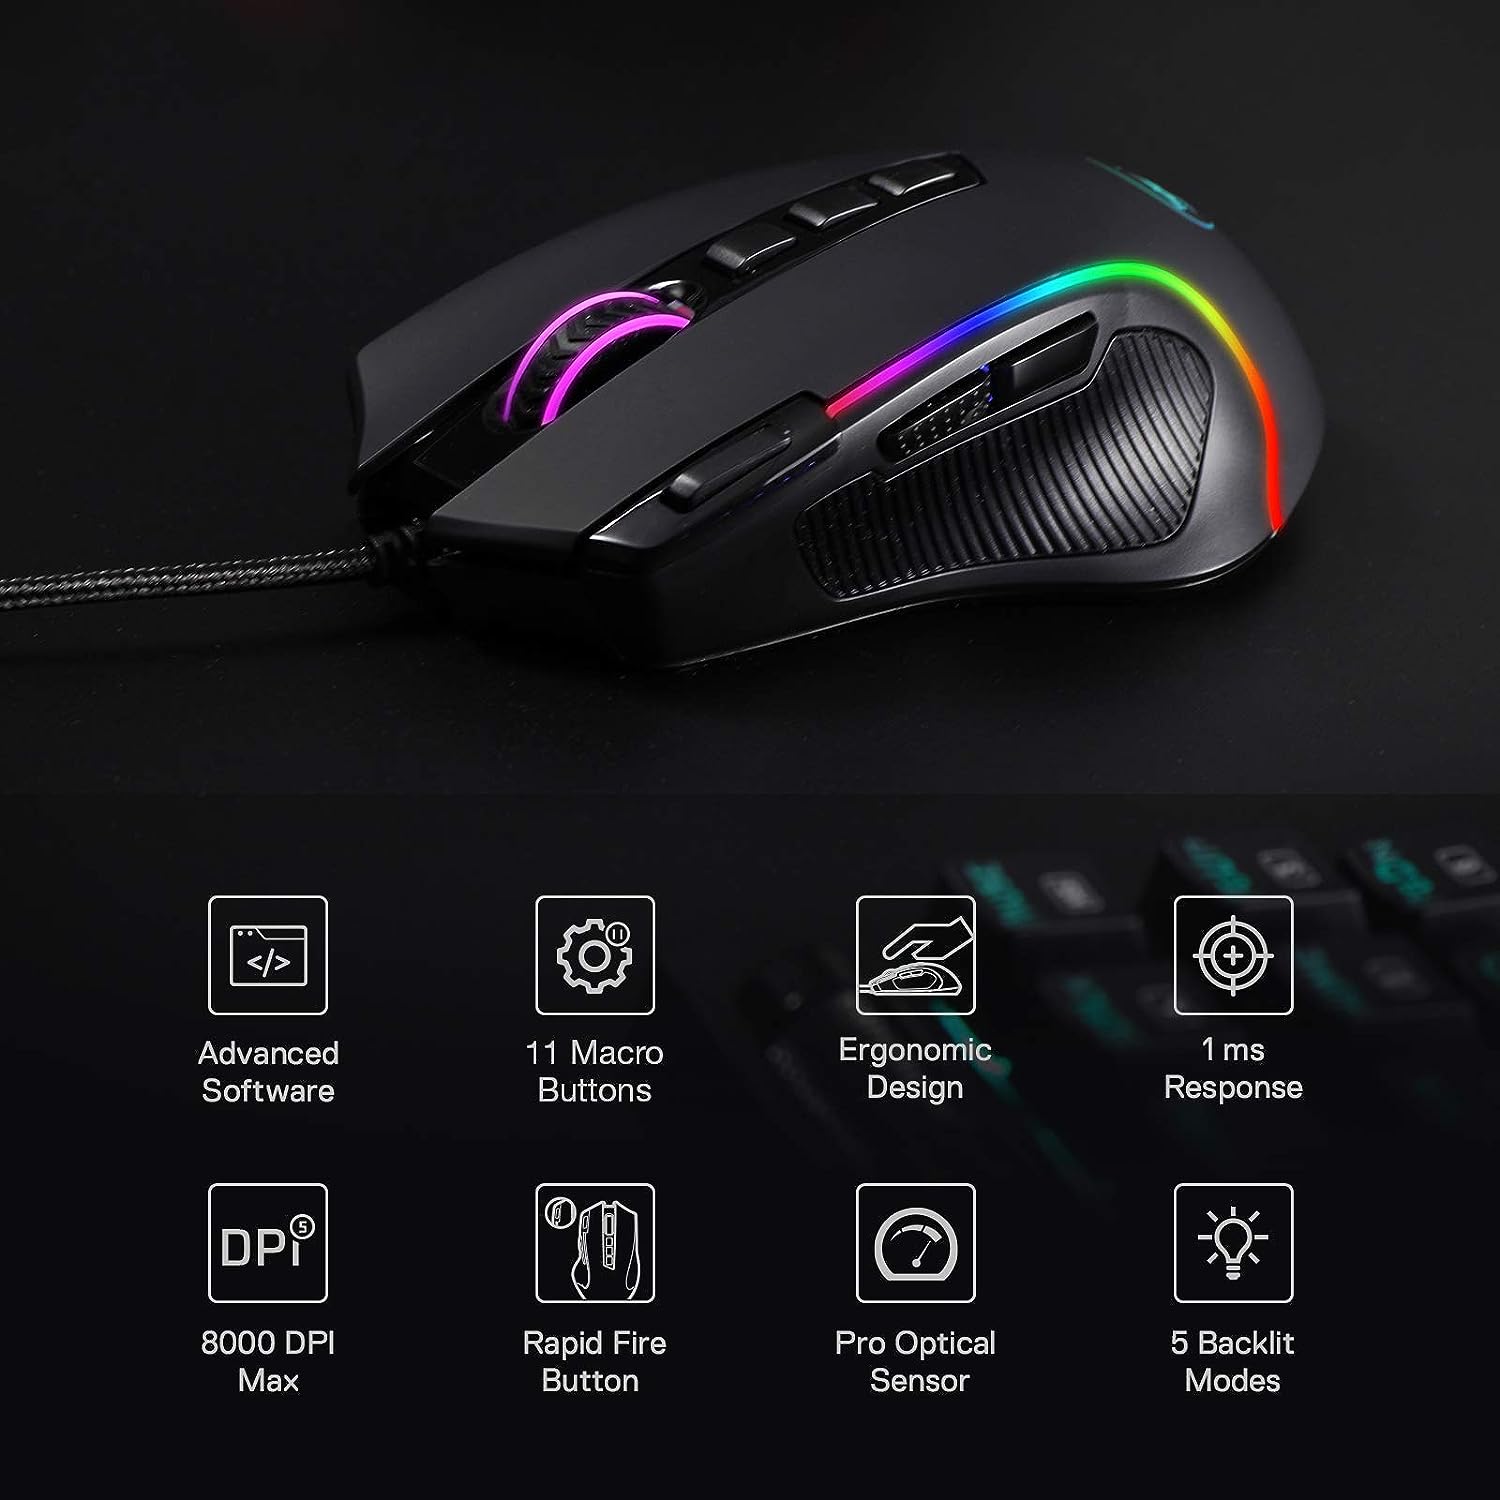 Advanced
Software
11 Macro
Buttons
Ergonomic
Design
1 ms
Response
DPI 5
8000 DPI
Max
Rapid Fire
Button
Pro Optical
Sensor
5 Backlit
Modes